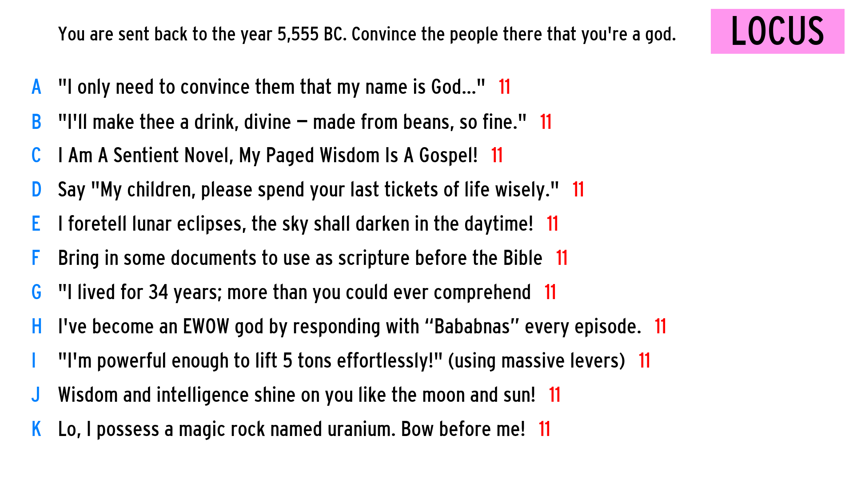 You are sent back to the year 5,555 BC. Convince the people there that you're a god.
LOCUS
A "I only need to convince them that my name is God..." 11
B "I'll make thee a drink, divine – made from beans, so fine." 11
C I Am A Sentient Novel, My Paged Wisdom Is A Gospel! 11
D Say "My children, please spend your last tickets of life wisely." 11
E I foretell lunar eclipses, the sky shall darken in the daytime! 11
F Bring in some documents to use as scripture before the Bible 11
G "I lived for 34 years; more than you could ever comprehend 11
H I've become an EWOW god by responding with “Bababnas” every episode. 11
I "I'm powerful enough to lift 5 tons effortlessly!" (using massive levers) 11
J Wisdom and intelligence shine on you like the moon and sun! 11
K Lo, I possess a magic rock named uranium. Bow before me! 11